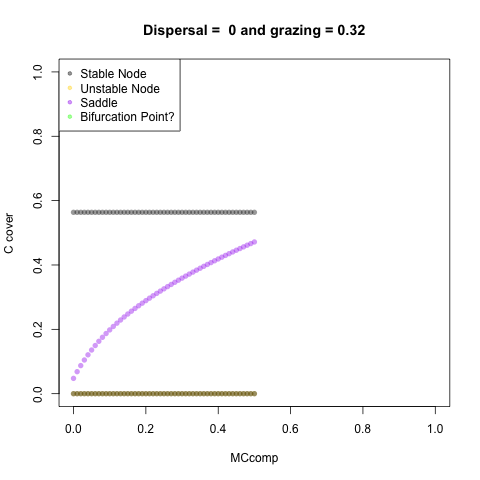 Dispersal =  0 and grazing = 0.32
Stable Node
Unstable Node
Saddle
Bifurcation Point?
C cover
1.0
0.8
0.6
0.4
0.2
0.0
0.0 0.2 0.4 0.6 0.8 1.0
MCcomp